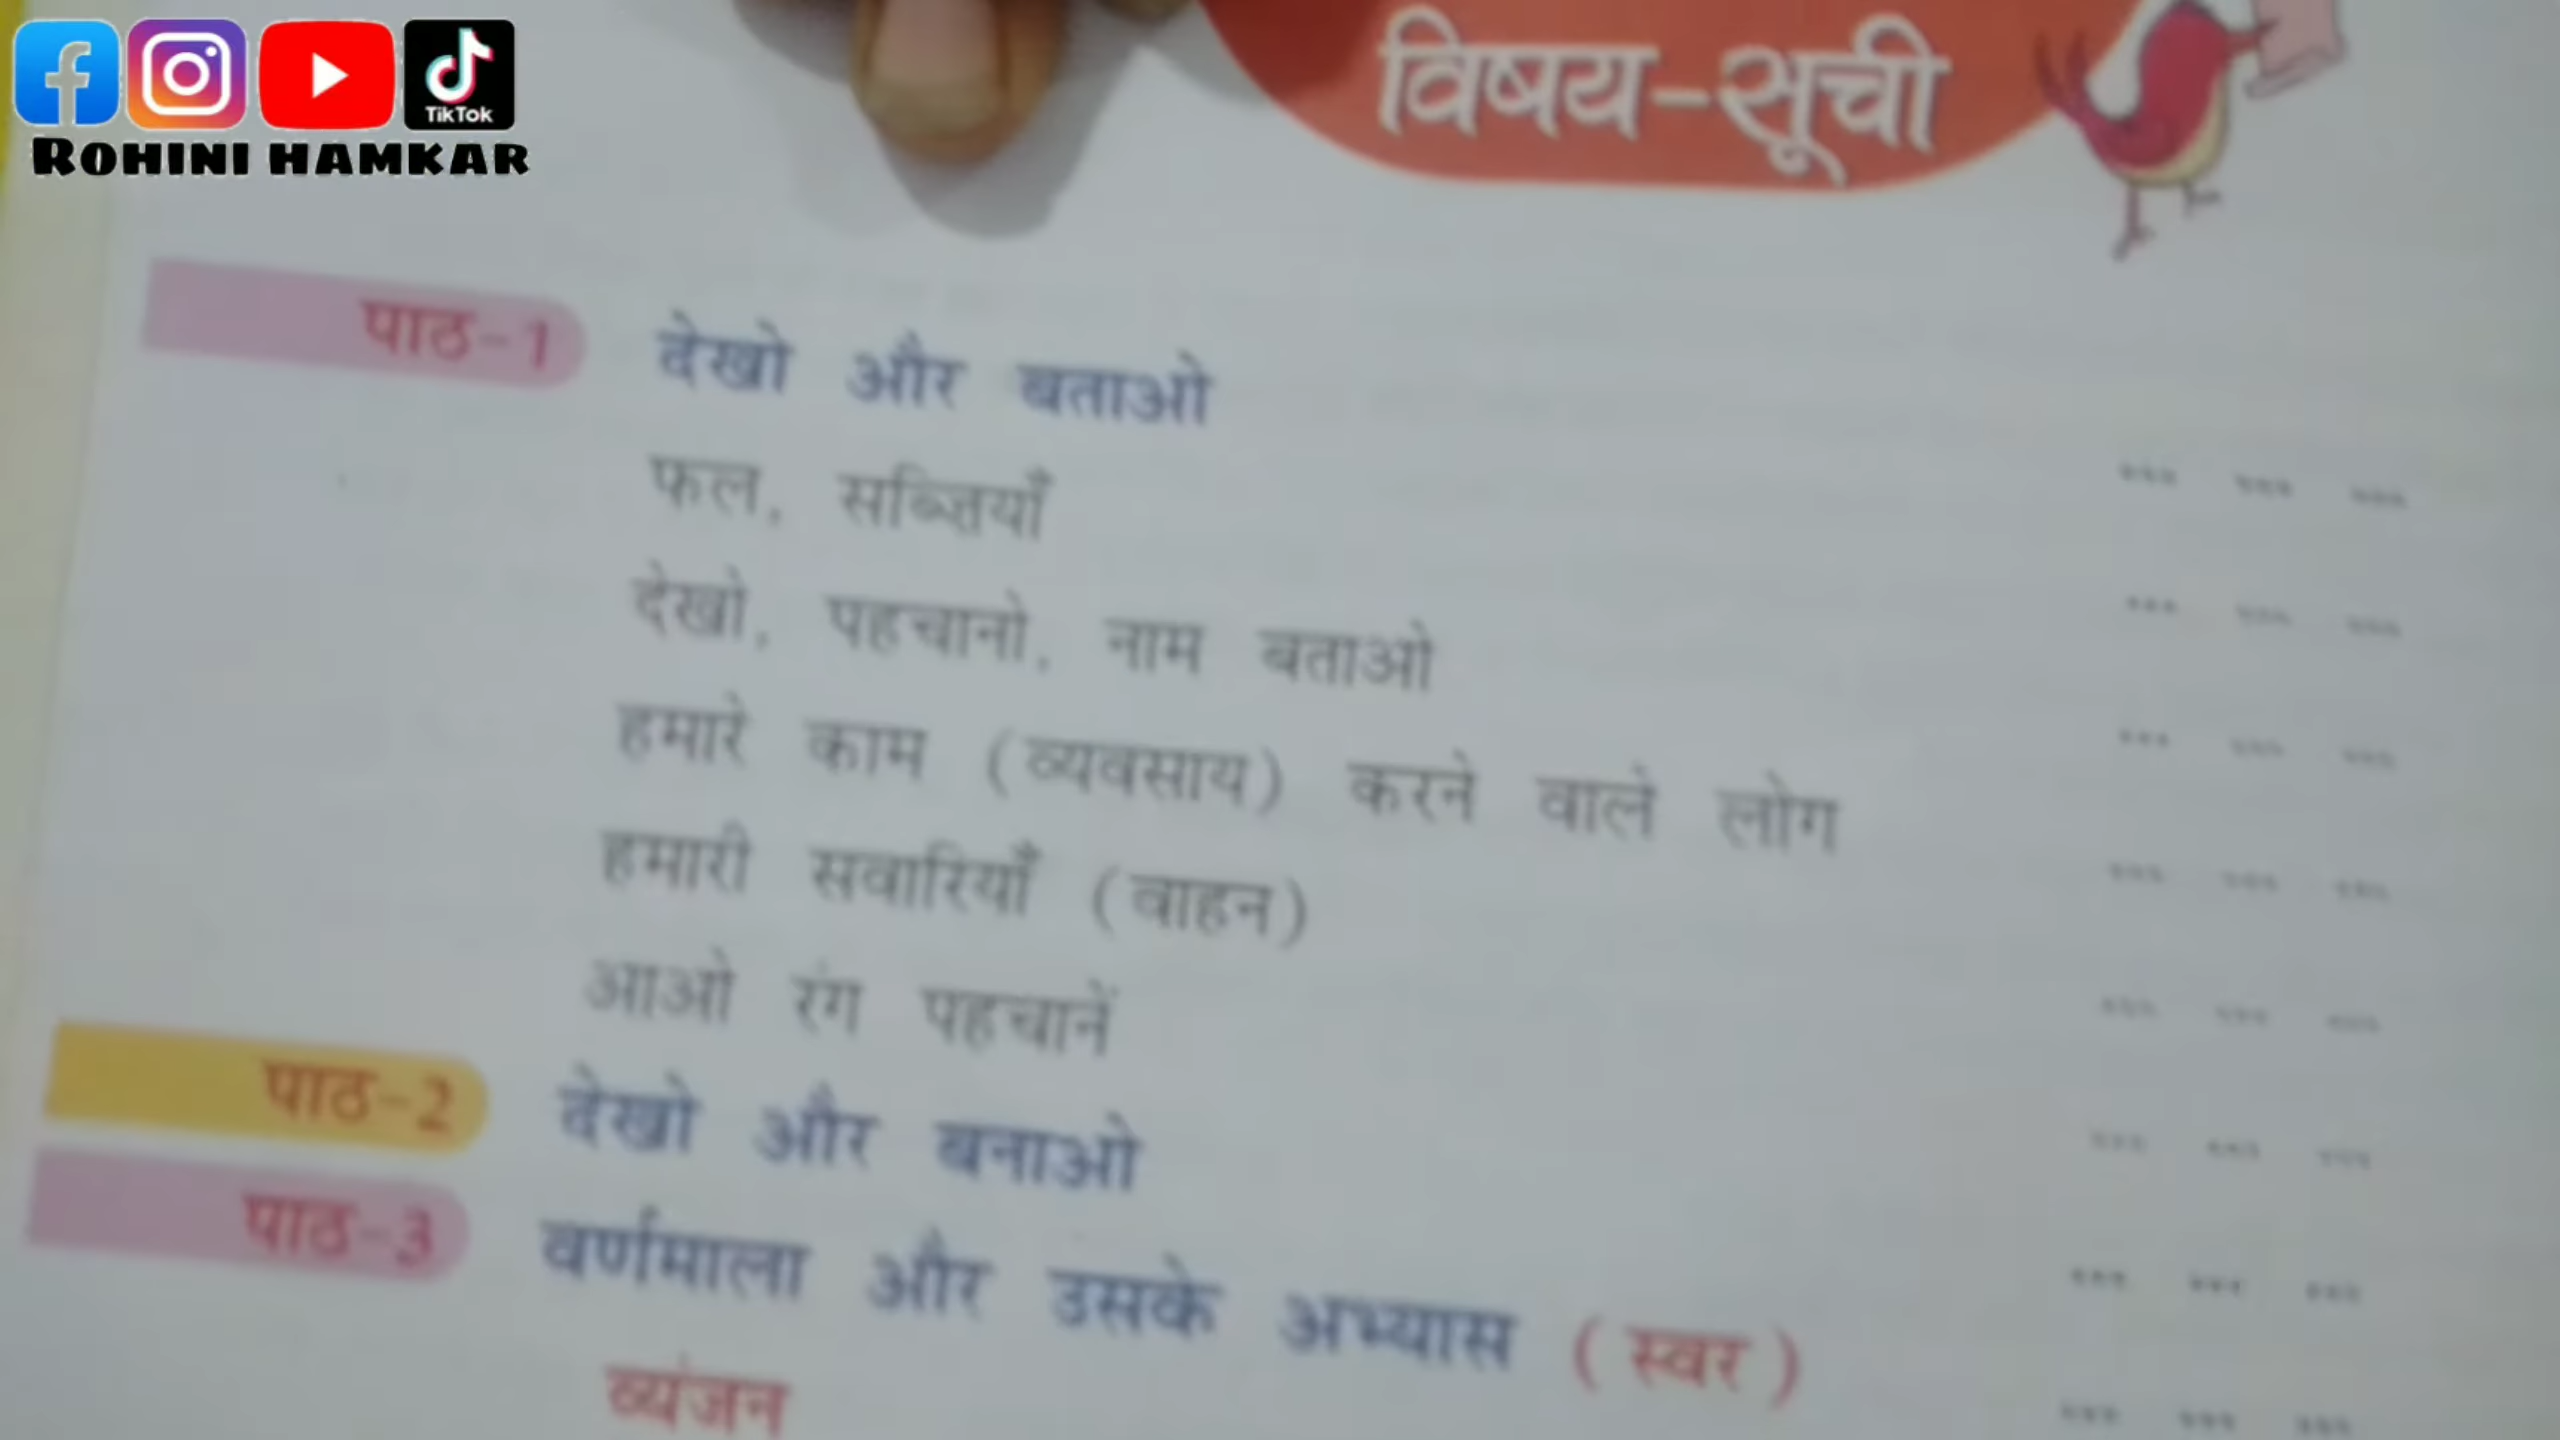 TikTok
ROHINI HAMKAR
विषय-सूची
पाठ-1 देखो और बताओ
फल, सब्ज़ियाँ
देखो, पहचानो, नाम बताओ
हमारे काम (व्यवसाय) करने वाले लोग
हमारी सवारियाँ (वाहन)
आओ रंग पहचानें
पाठ-2 देखो और बनाओ
पाठ-3 वर्णमाला और उसके अभ्यास (स्वर)
व्यंजन